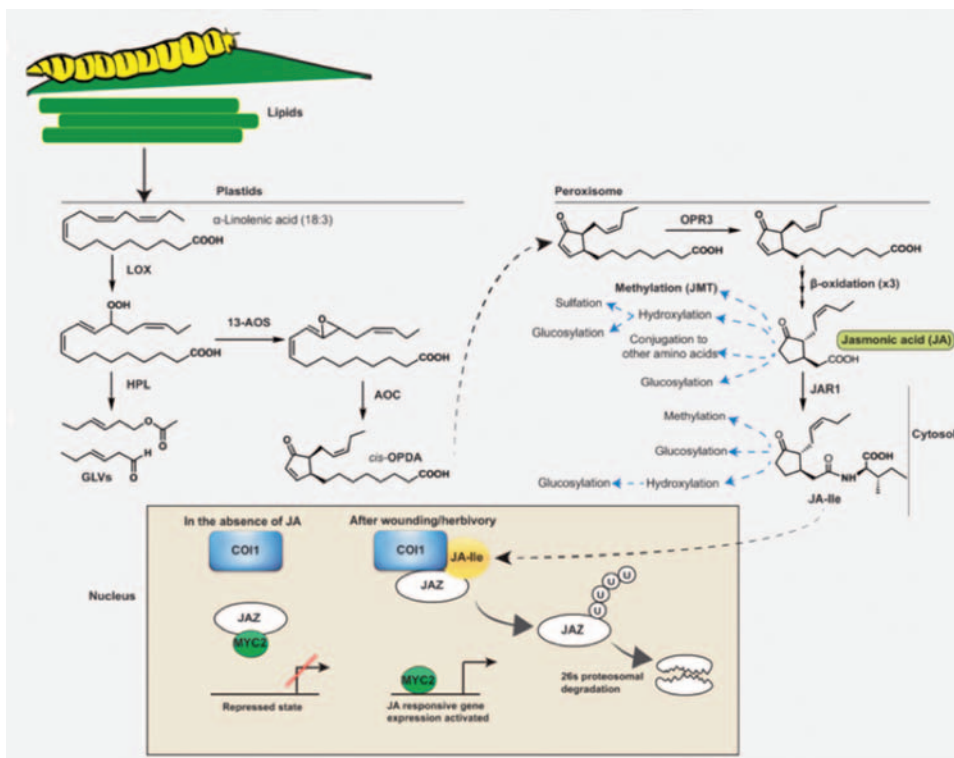 Lipids
Plastids
α-Linolenic acid (18:3)
COOH
LOX
OOH
COOH
13-AOS
O
COOH
HPL
AOC
O
O
H
O
GLVs
O
cis-OPDA
COOH
Peroxisome
O
COOH
OPR3
O
COOH
β-oxidation (x3)
Methylation (JMT)
Sulfation
Hydroxylation
Glucosylation
Conjugation to
other amino acids
Glucosylation
O
COOH
Jasmonic acid (JA)
JAR1
Cytosol
Methylation
Glucosylation
Glucosylation
Hydroxylation
O
O
NH
COOH
JA-Ile
Nucleus
In the absence of JA
COI1
JAZ
MYC2
Repressed state
After wounding/herbivory
COI1
JA-Ile
JAZ
MYC2
JA responsive gene
expression activated
U
U
U
U
JAZ
26s proteosomal
degradation